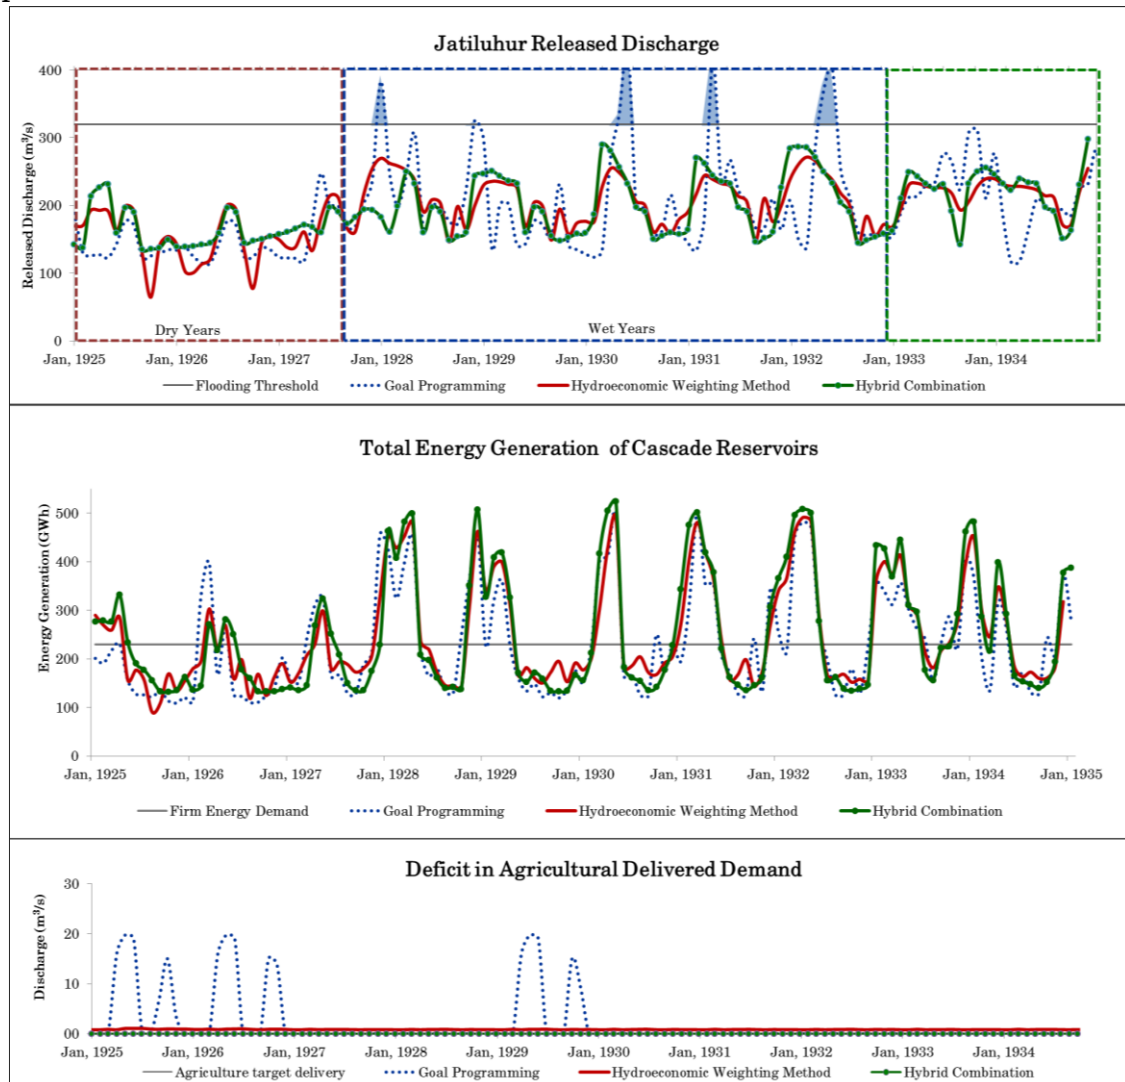 Jatiluhur Released Discharge
Released Discharge (m³/s)
400
300
200
100
0
Dry Years
Wet Years
Jan, 1925
Jan, 1926
Jan, 1927
Jan, 1928
Jan, 1929
Jan, 1930
Jan, 1931
Jan, 1932
Jan, 1933
Jan, 1934
Flooding Threshold
Goal Programming
Hydroeconomic Weighting Method
Hybrid Combination
Total Energy Generation of Cascade Reservoirs
Energy Generation (GWh)
500
400
300
200
100
0
Jan, 1925
Jan, 1926
Jan, 1927
Jan, 1928
Jan, 1929
Jan, 1930
Jan, 1931
Jan, 1932
Jan, 1933
Jan, 1934
Jan, 1935
Firm Energy Demand
Goal Programming
Hydroeconomic Weighting Method
Hybrid Combination
Deficit in Agricultural Delivered Demand
Discharge (m³/s)
30
20
10
00
Jan, 1925
Jan, 1926
Jan, 1927
Jan, 1928
Jan, 1929
Jan, 1930
Jan, 1931
Jan, 1932
Jan, 1933
Jan, 1934
Agriculture target delivery
Goal Programming
Hydroeconomic Weighting Method
Hybrid Combination